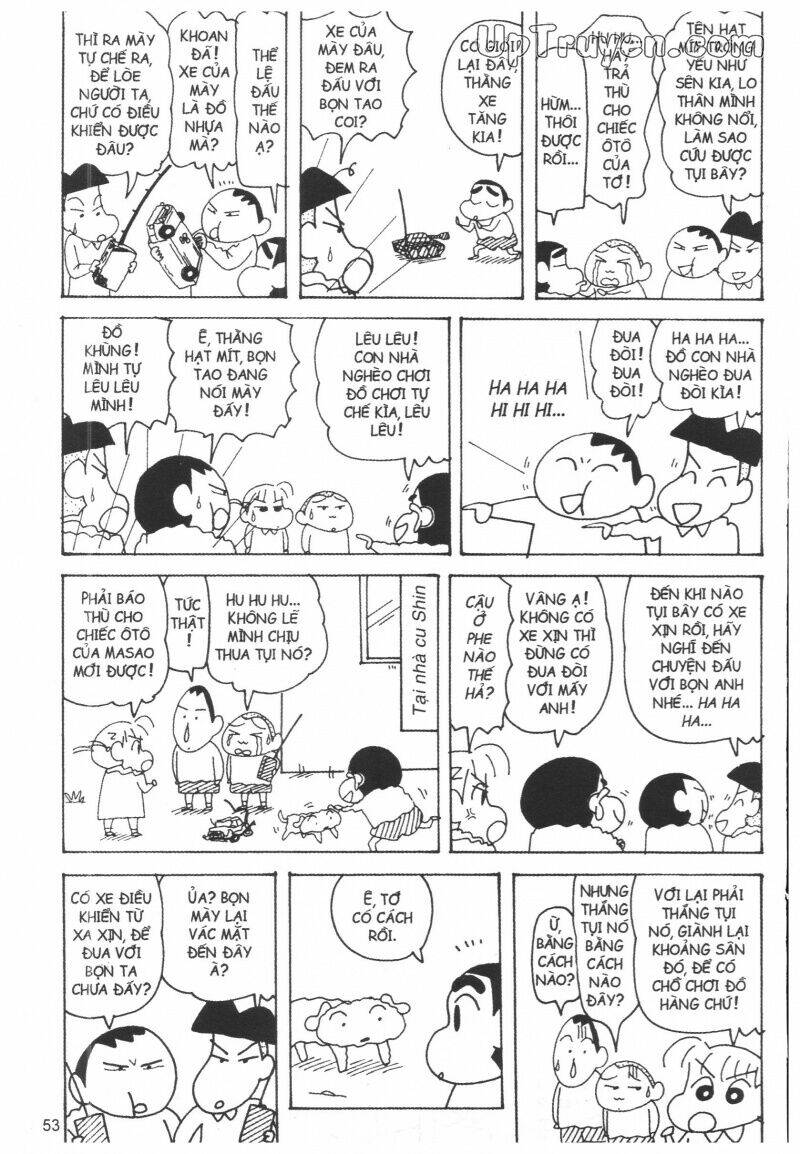 UpTruyen.com
TÊN HẠT
MÍT TRÔNG
YẾU NHƯ
SÊN KIA, LO
THÂN MÌNH
KHÔNG NỔI,
LÀM SAO
CỨU ĐƯỢC
TỤI BÂY?
HÃY
TRẢ
THÙ
CHO
CHIẾC
ÔTÔ
CỦA
TỚ!
HỪM...
THÔI
ĐƯỢC
RỒI...
CÓ GIỎI
LẠI ĐÂY,
THẰNG
XE
TĂNG
KIA!
XE CỦA
MÀY ĐÂU,
ĐEM RA
ĐẤU VỚI
BỌN TAO
COI?
THỂ
LỆ
ĐẤU
THẾ
NÀO
Ạ?
KHOAN
ĐÃ!
XE CỦA
MÀY
LÀ ĐỒ
NHỰA
MÀ?
THÌ RA MÀY
TỰ CHẾ RA,
ĐỂ LÒE
NGƯỜI TA,
CHỨ CÓ ĐIỀU
KHIỂN ĐƯỢC
ĐÂU?
HA HA HA...
ĐỒ CON NHÀ
NGHÈO ĐUA
ĐÒI KÌA!
ĐUA
ĐÒI!
ĐUA
ĐÒI!
HA HA HA
HI HI HI...
LÊU LÊU!
CON NHÀ
NGHÈO CHƠI
ĐỒ CHƠI TỰ
CHẾ KÌA, LÊU
LÊU!
Ê, THẰNG
HẠT MÍT, BỌN
TAO ĐANG
NÓI MÀY
ĐẤY!
ĐỒ
KHÙNG!
MÌNH TỰ
LÊU LÊU
MÌNH!
ĐẾN KHI NÀO
TỤI BÂY CÓ XE
XỊN RỒI, HÃY
NGHĨ ĐẾN
CHUYỆN ĐẤU
VỚI BỌN ANH
NHÉ... HA HA
HA...
VÂNG Ạ!
KHÔNG CÓ
XE XỊN THÌ
ĐỪNG CÓ
ĐUA ĐÒI
VỚI MẤY
ANH!
CẬU
Ở
PHE
NÀO
THẾ
HẢ?
Tại nhà cu Shin
HU HU HU...
KHÔNG LẼ
MÌNH CHỊU
THUA TỤI NÓ?
TỨC
THẬT
!
PHẢI BÁO
THÙ CHO
CHIẾC ÔTÔ
CỦA MASAO
MỚI ĐƯỢC!
VỚI LẠI PHẢI
THẮNG TỤI
NÓ, GIÀNH LẠI
KHOẢNG SÂN
ĐÓ, ĐỂ CÓ
CHỖ CHƠI ĐỒ
HÀNG CHỨ!
NHƯNG
THẮNG
TỤI NÓ
BẰNG
CÁCH
NÀO
ĐÂY?
Ữ,
BẰNG
CÁCH
NÀO?
Ê, TỚ
CÓ CÁCH
RỒI.
ỦA? BỌN
MÀY LẠI
VÁC MẶT
ĐẾN ĐÂY
À?
CÓ XE ĐIỀU
KHIỂN TỪ
XA XỊN, ĐỂ
ĐUA VỚI
BỌN TA
CHƯA ĐẤY?
53